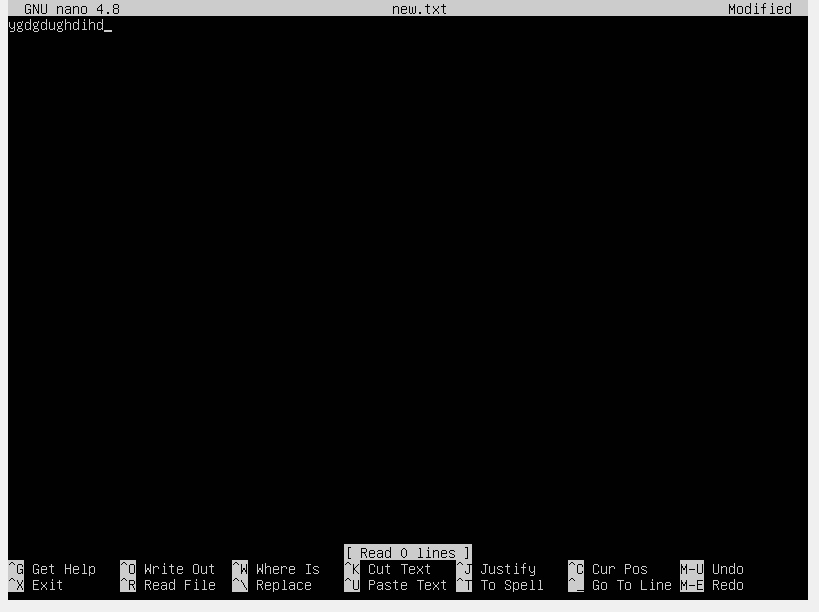 GNU nano 4.8 new.txt Modified
ygdgdughdihd_
[ Read 0 lines ]
^G Get Help ^O Write Out ^W Where Is ^K Cut Text ^J Justify ^C Cur Pos M-U Undo
^X Exit ^R Read File ^\ Replace ^U Paste Text ^T To Spell ^_ Go To Line M-E Redo